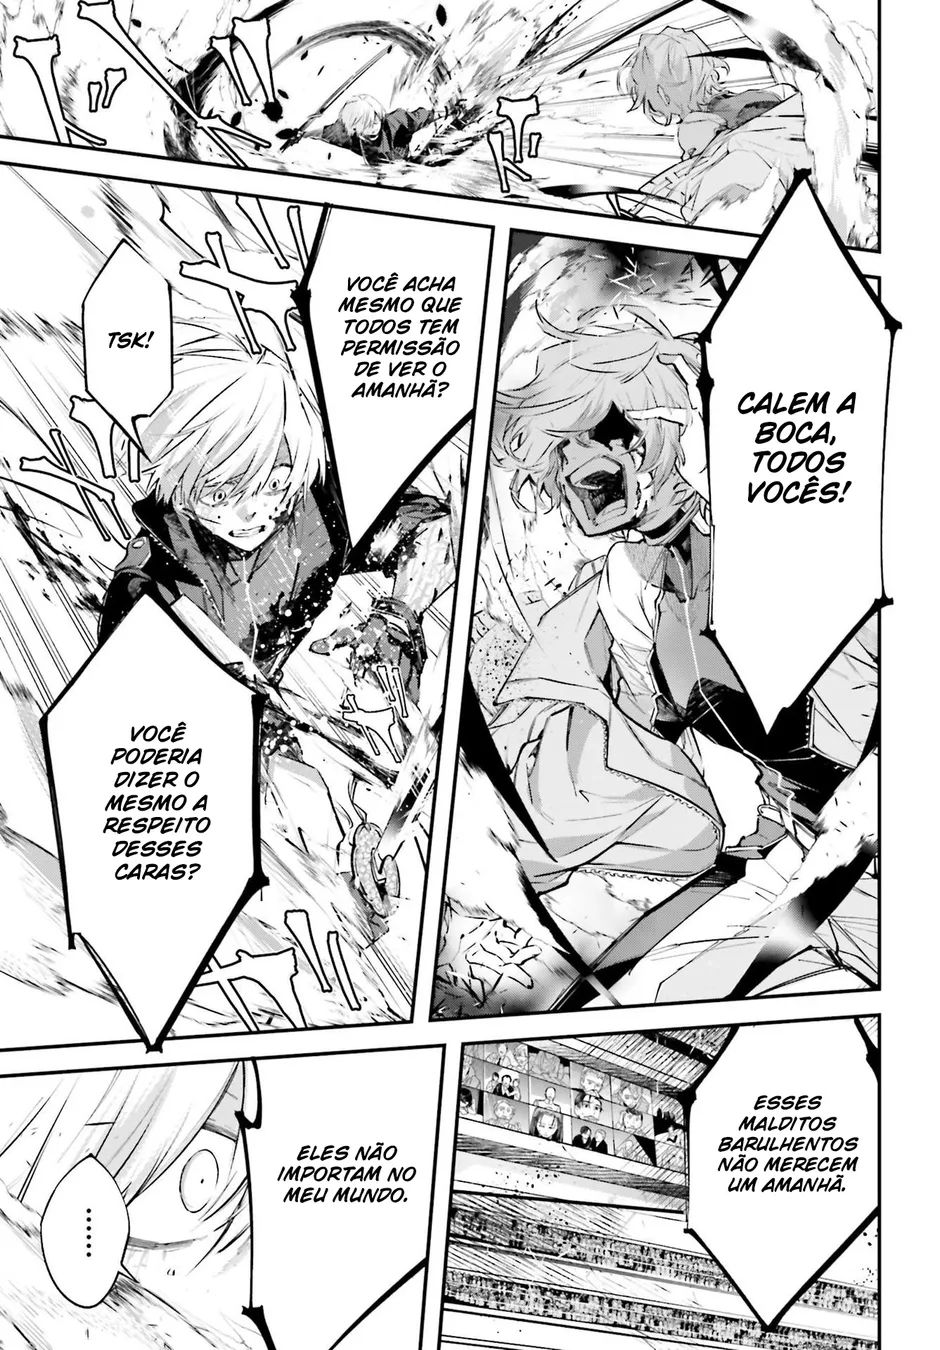 CALEM A
BOCA,
TODOS
VOCÊS!
VOCÊ ACHA
MESMO QUE
TODOS TEM
PERMISSÃO
DE VER O
AMANHÃ?
TSK!
VOCÊ
PODERIA
DIZER O
MESMO A
RESPEITO
DESSES
CARAS?
ESSES
MALDITOS
BARULHENTOS
NÃO MERECEM
UM AMANHÃ.
ELES NÃO
IMPORTAM NO
MEU MUNDO.
......